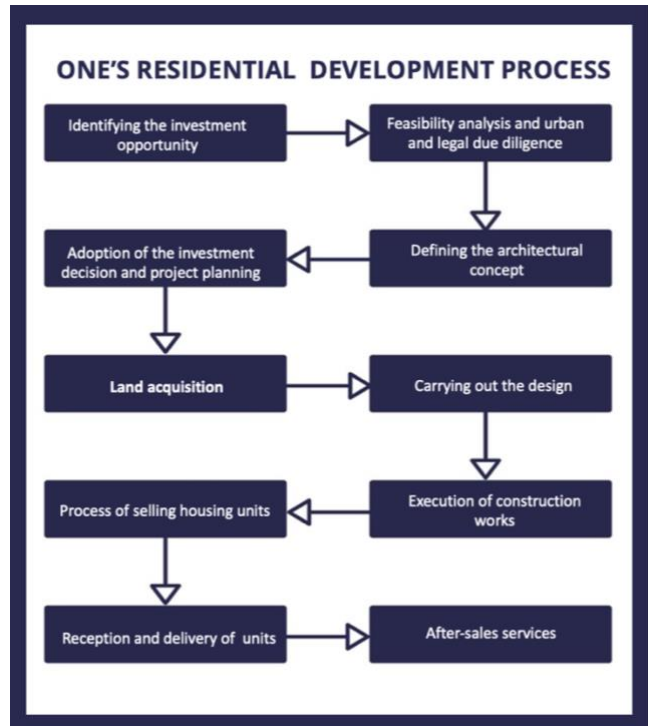 ONE'S RESIDENTIAL DEVELOPMENT PROCESS
Identifying the investment
opportunity
Feasibility analysis and urban
and legal due diligence
Defining the architectural
concept
Adoption of the investment
decision and project planning
Land acquisition
Carrying out the design
Execution of construction
works
Process of selling housing units
Reception and delivery of units
After-sales services